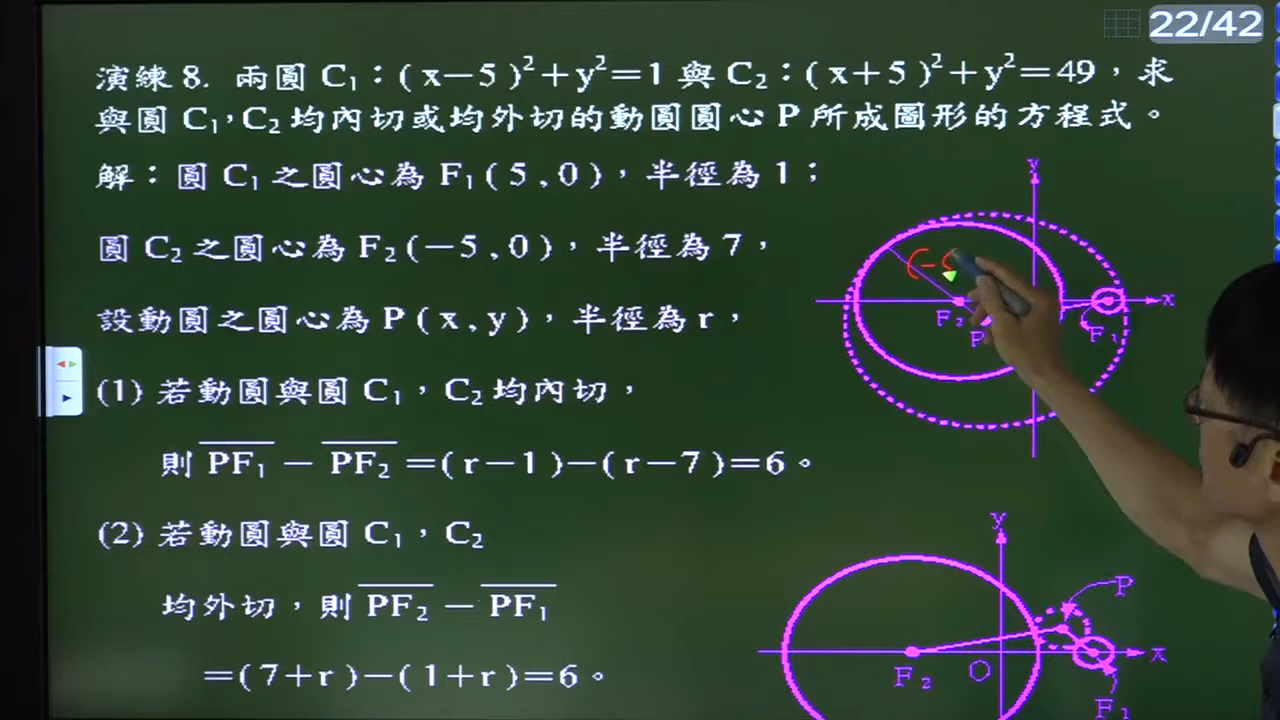 22/42
演練 8. 兩圓 C₁：( x－5 )²＋y²＝1 與 C₂：( x＋5 )²＋y²＝49，求
與圓 C₁，C₂ 均內切或均外切的動圓圓心 P 所成圖形的方程式。
解：圓 C₁ 之圓心為 F₁( 5 , 0 )，半徑為 1；
圓 C₂ 之圓心為 F₂(－5 , 0 )，半徑為 7，
設動圓之圓心為 P ( x , y )，半徑為 r，
(1) 若動圓與圓 C₁，C₂ 均內切，
則 P̅F̅₁ － P̅F̅₂ ＝( r－1 )－( r－7 )＝6。
(2) 若動圓與圓 C₁，C₂
均外切，則 P̅F̅₂ － P̅F̅₁
＝( 7＋r )－( 1＋r )＝6。
y
(-5
x
F₂
F₁
P
y
P
x
F₂
O
F₁